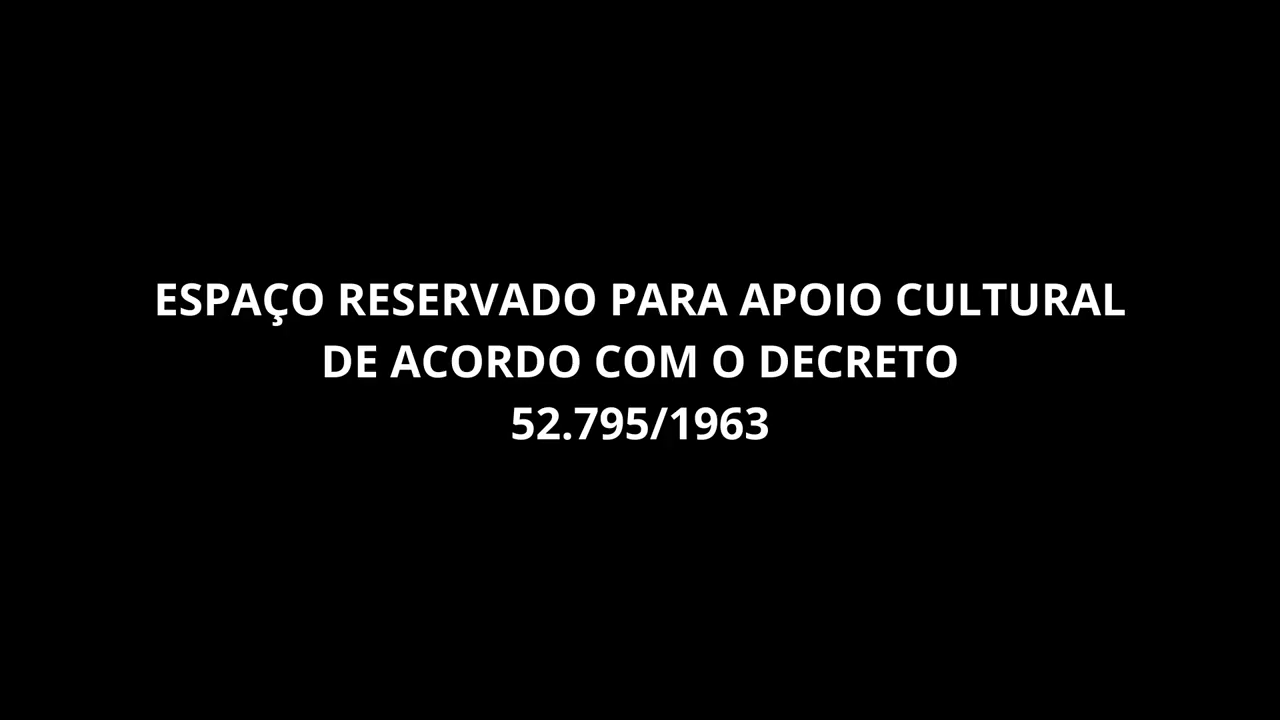 ESPAÇO RESERVADO PARA APOIO CULTURAL
DE ACORDO COM O DECRETO
52.795/1963